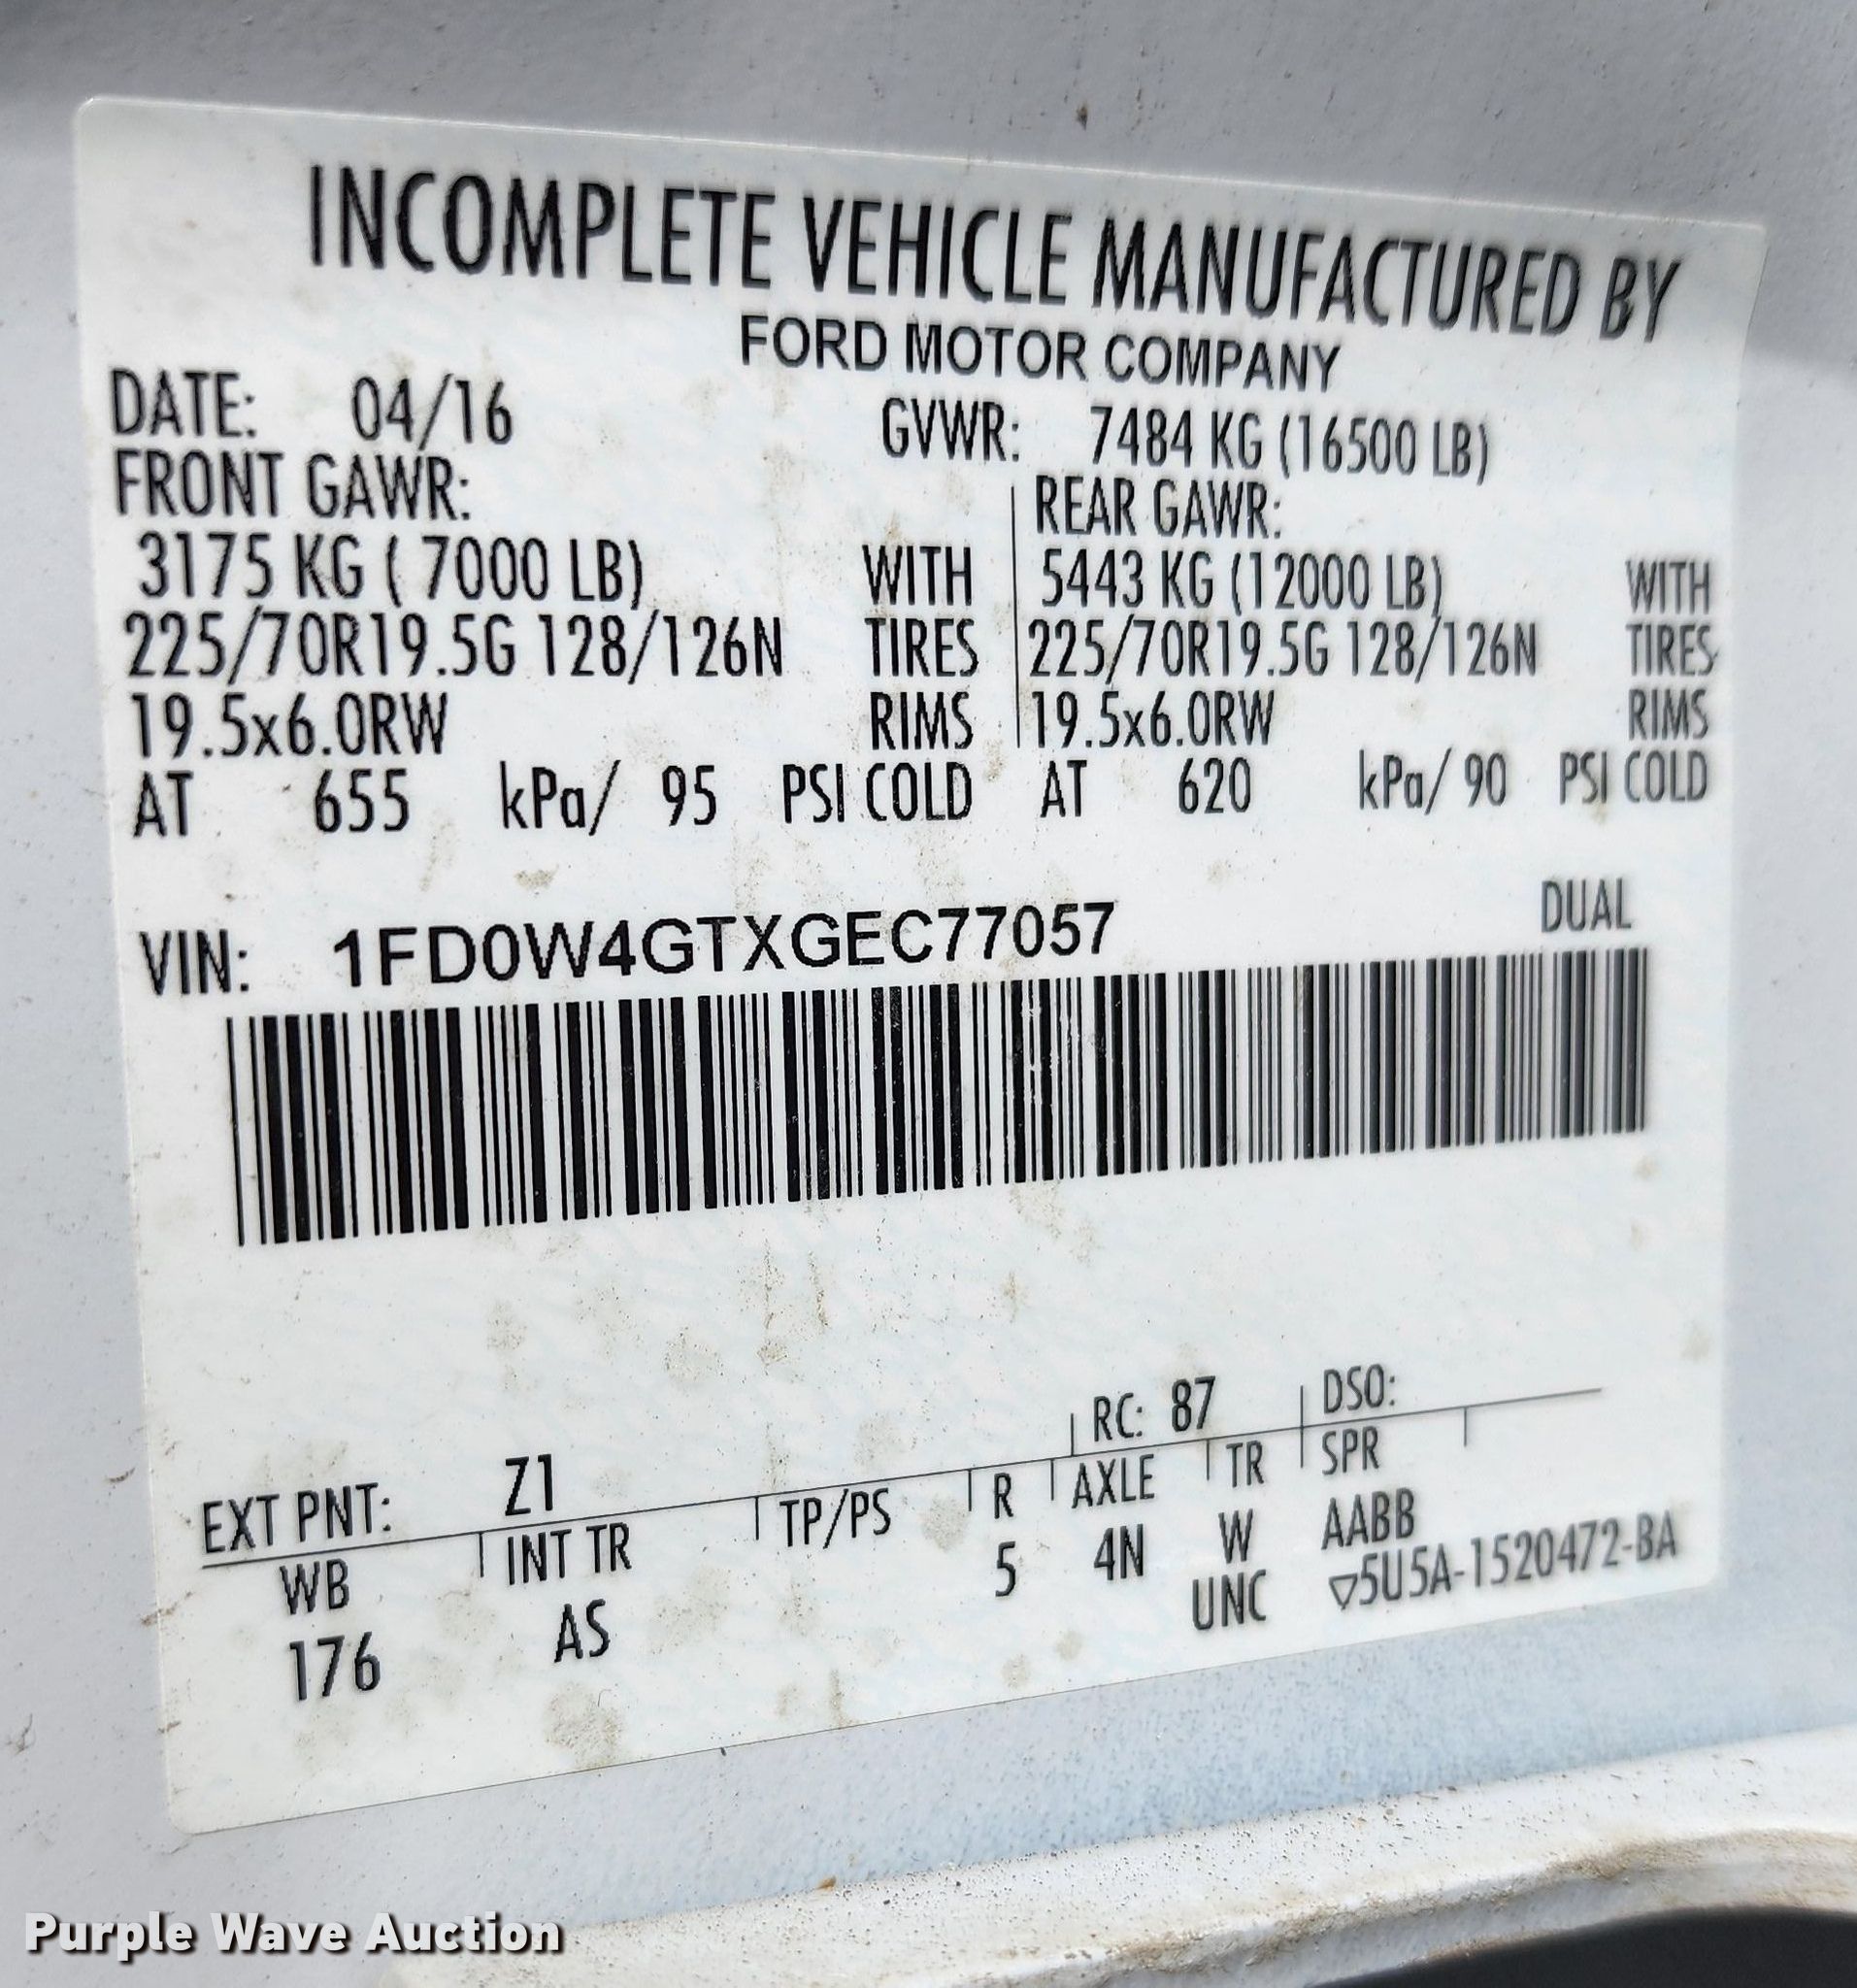 INCOMPLETE VEHICLE MANUFACTURED BY
FORD MOTOR COMPANY
DATE: 04/16 GVWR: 7484 KG (16500 LB)
FRONT GAWR: REAR GAWR:
3175 KG ( 7000 LB) WITH 5443 KG (12000 LB) WITH
225/70R19.5G 128/126N TIRES 225/70R19.5G 128/126N TIRES
19.5x6.0RW RIMS 19.5x6.0RW RIMS
AT 655 kPa/ 95 PSI COLD AT 620 kPa/ 90 PSI COLD
DUAL
VIN: 1FD0W4GTXGEC77057
EXT PNT: Z1 RC: 87 DSO:
WB INT TR TP/PS R AXLE TR SPR
176 AS 5 4N W AABB
UNC ▽5U5A-1520472-BA
Purple Wave Auction